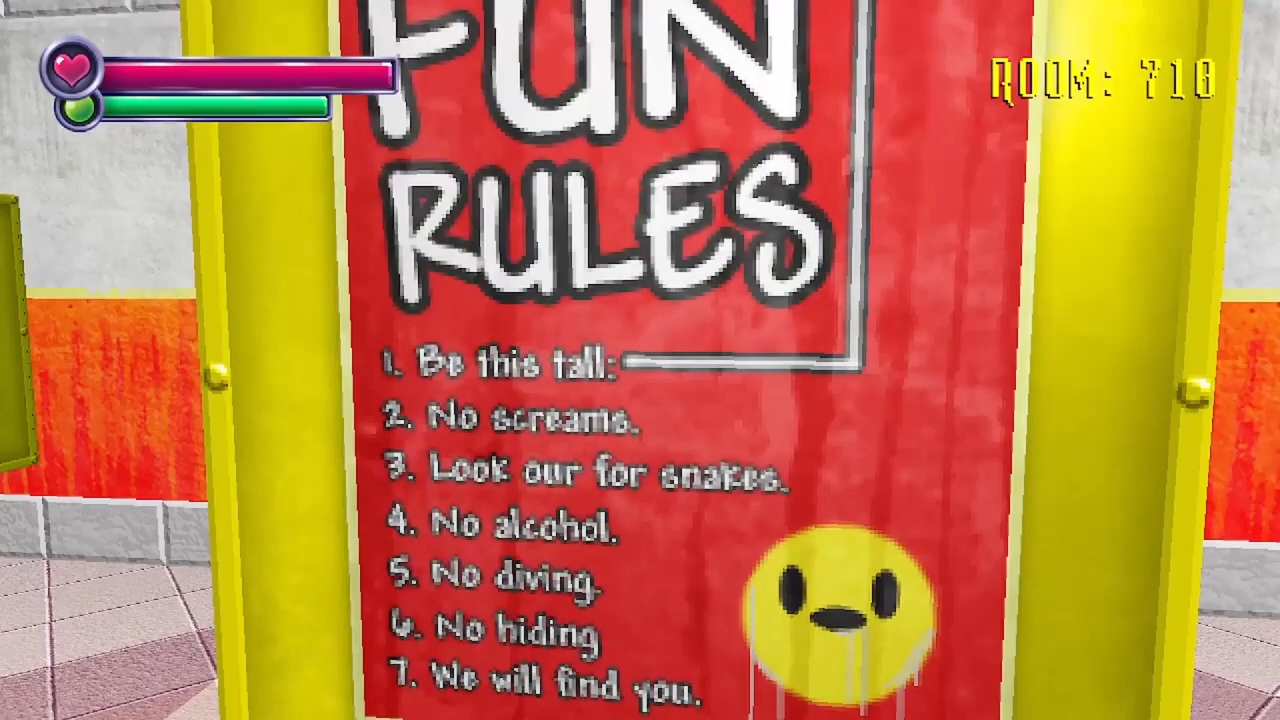 FUN
ROOM: 710
RULES
1. Be this tall:
2. No screams.
3. Look our for snakes.
4. No alcohol.
5. No diving.
6. No hiding
7. We will find you.